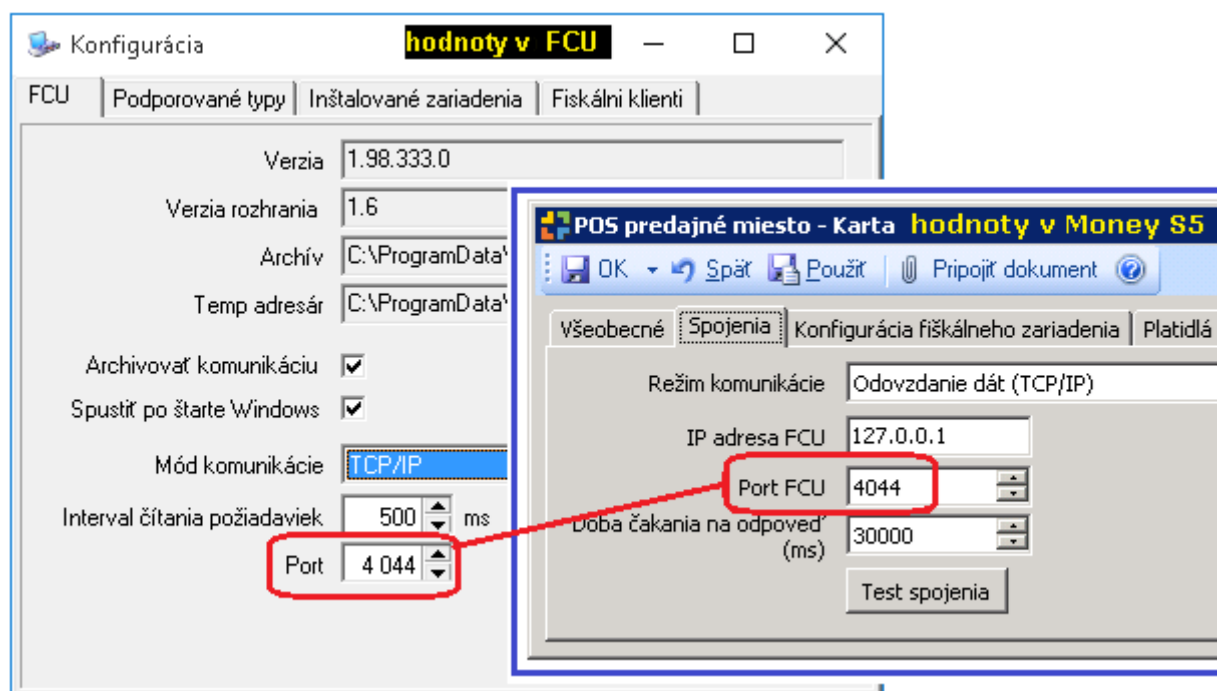 Konfigurácia hodnoty v FCU
FCU Podporované typy Inštalované zariadenia Fiskálni klienti
Verzia 1.98.333.0
Verzia rozhrania 1.6
Archív C:\ProgramData\
Temp adresár C:\ProgramData\
Archivovať komunikáciu
Spustiť po štarte Windows
Mód komunikácie TCP/IP
Interval čítania požiadaviek 500 ms
Port 4 044
POS predajné miesto - Karta hodnoty v Money S5
OK Späť Použiť Pripojiť dokument
Všeobecné Spojenia Konfigurácia fiškálneho zariadenia Platidlá
Režim komunikácie Odovzdanie dát (TCP/IP)
IP adresa FCU 127.0.0.1
Port FCU 4044
Doba čakania na odpoveď
(ms) 30000
Test spojenia